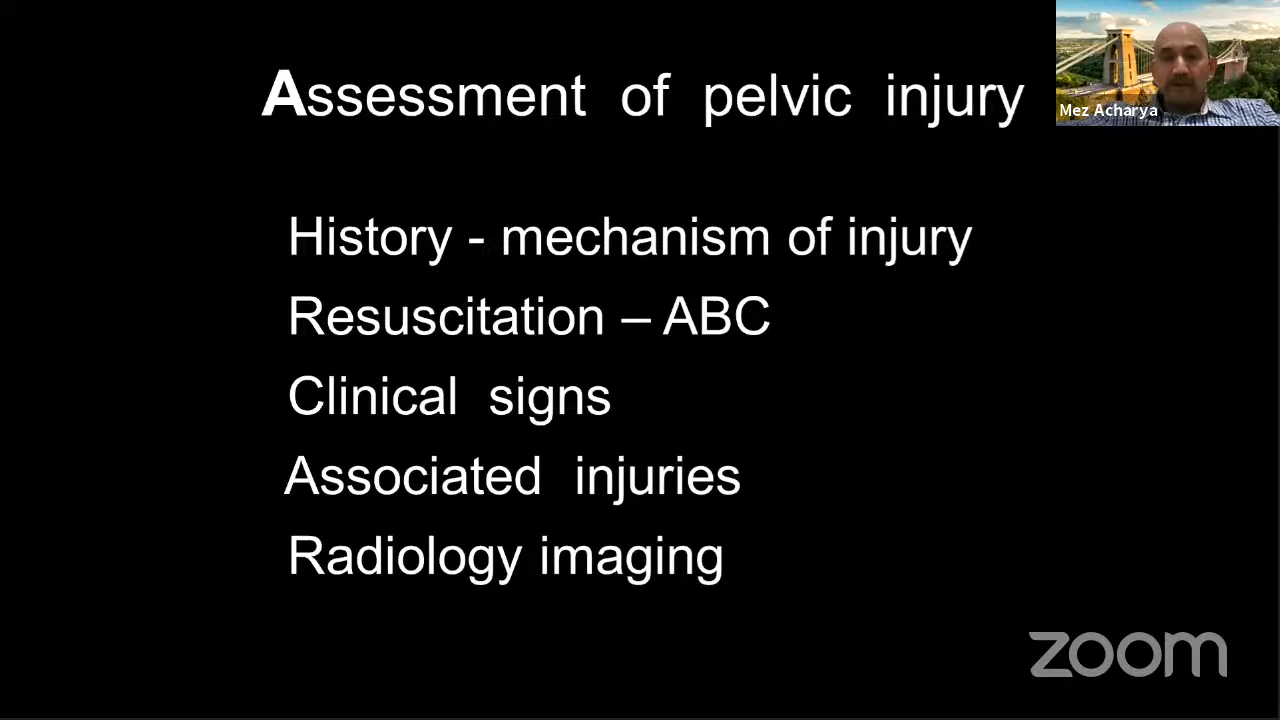 Assessment of pelvic injury
Mez Acharya
History - mechanism of injury
Resuscitation – ABC
Clinical signs
Associated injuries
Radiology imaging
zoom